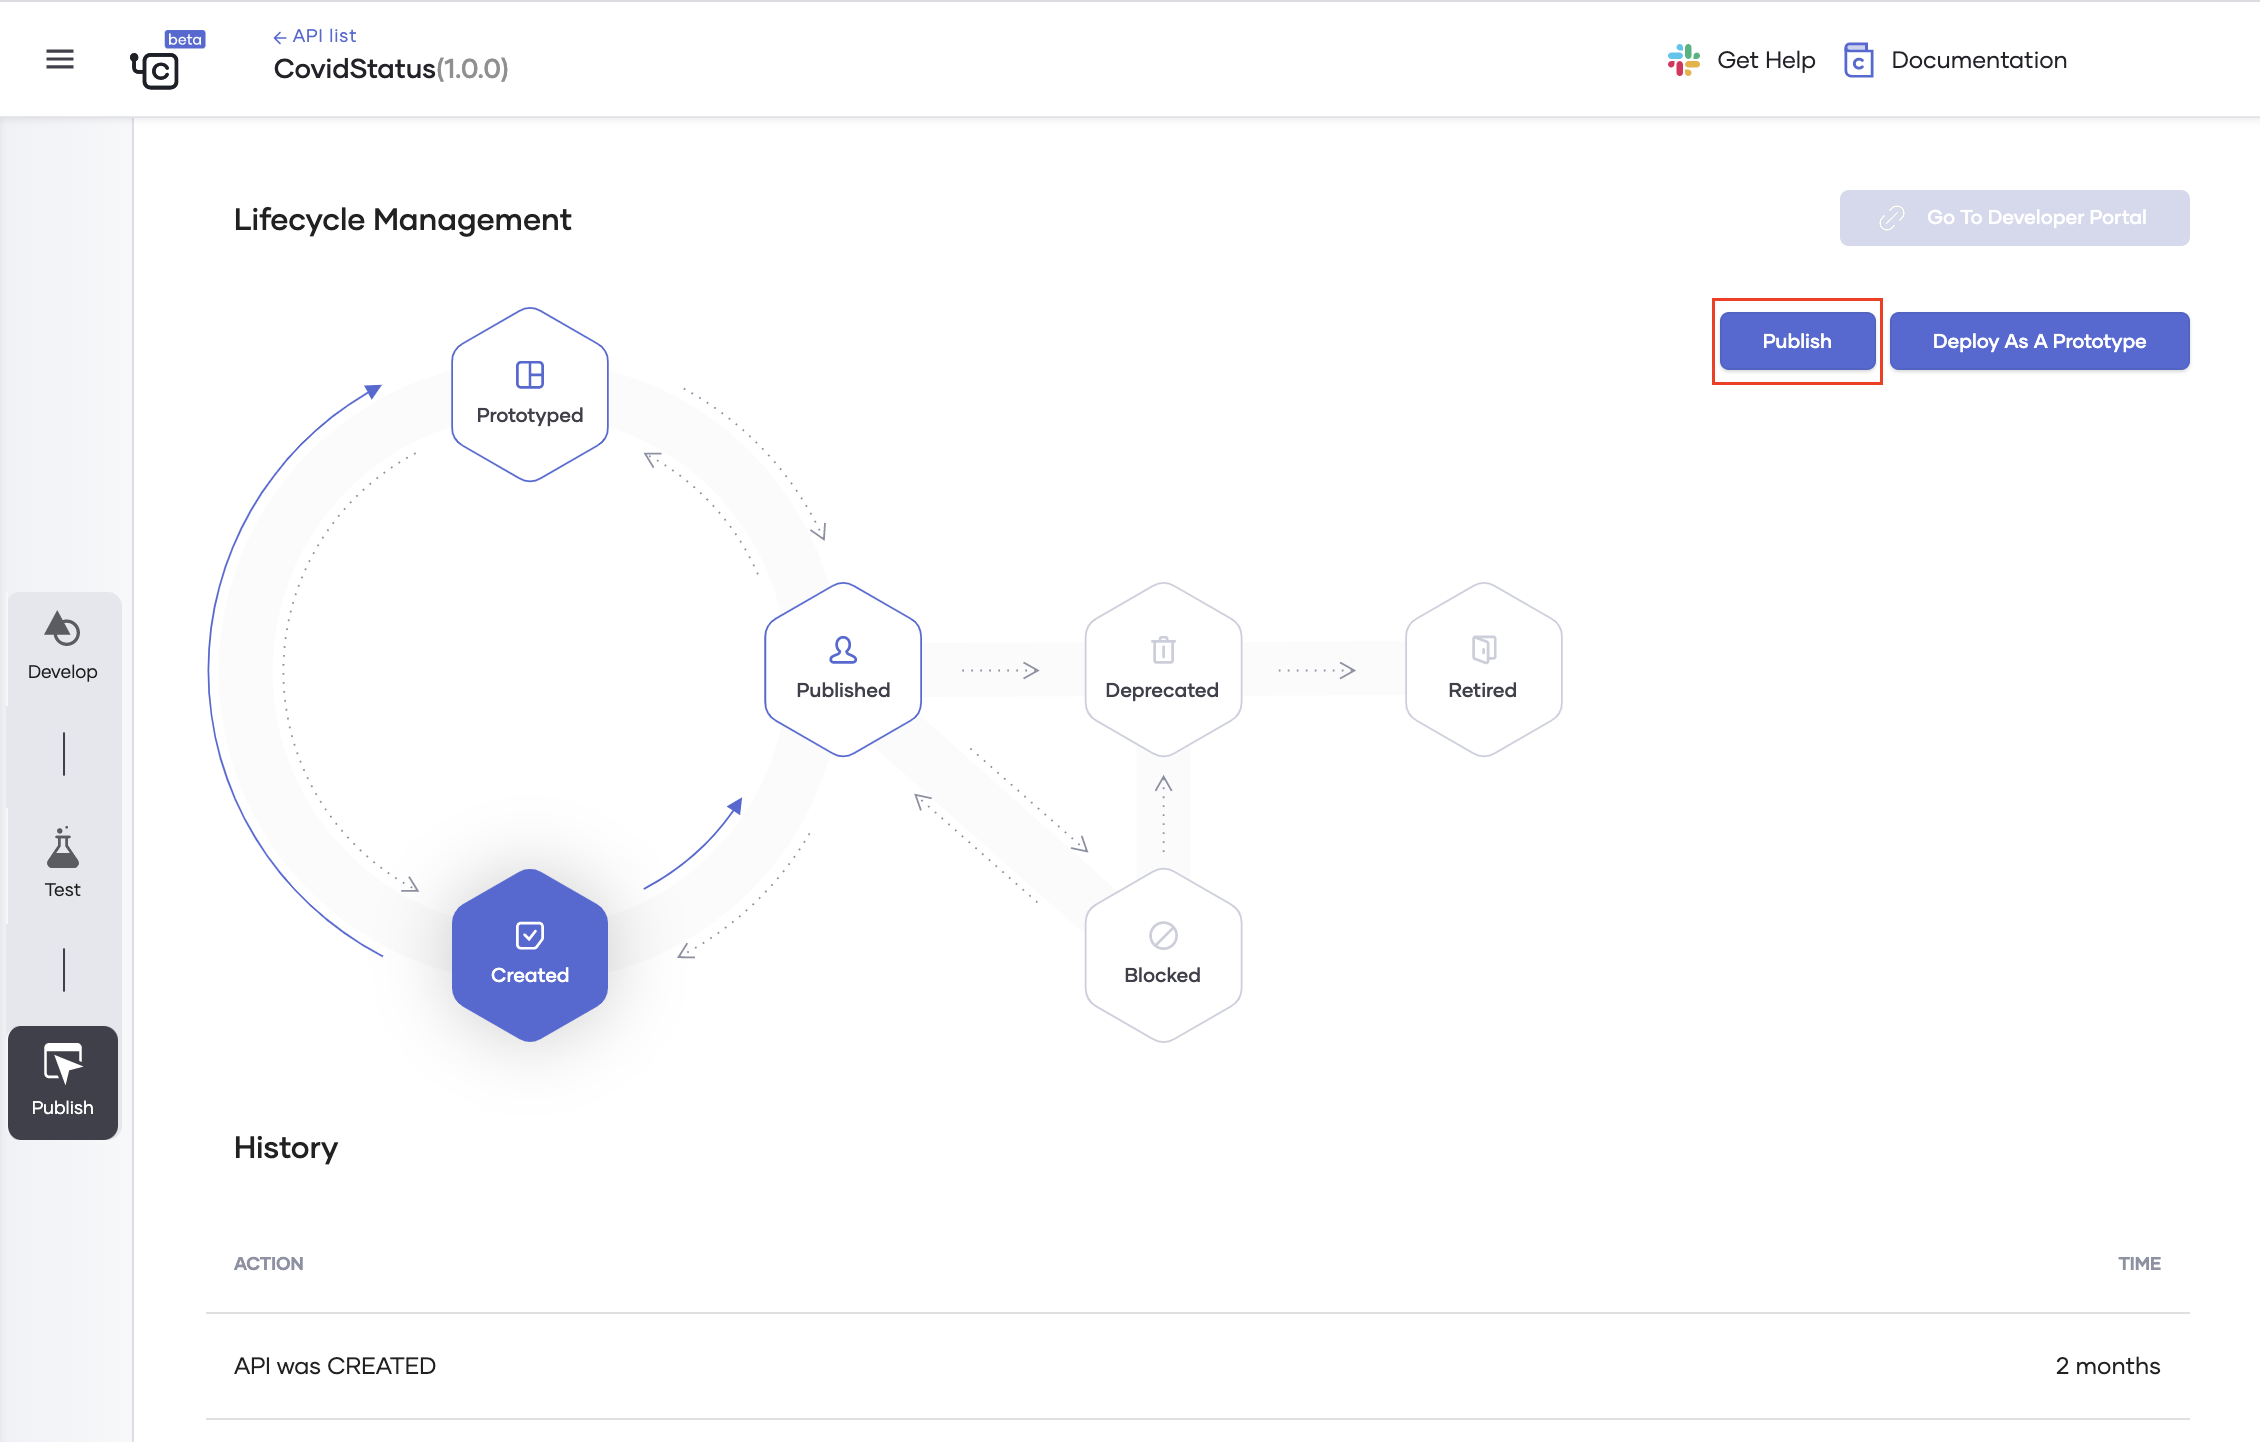 beta
C
← API list
CovidStatus(1.0.0)
Get Help
C
Documentation
Lifecycle Management
Go To Developer Portal
Publish
Deploy As A Prototype
Prototyped
Published
Deprecated
Retired
Develop
Test
Created
Blocked
Publish
History
ACTION
TIME
API was CREATED
2 months